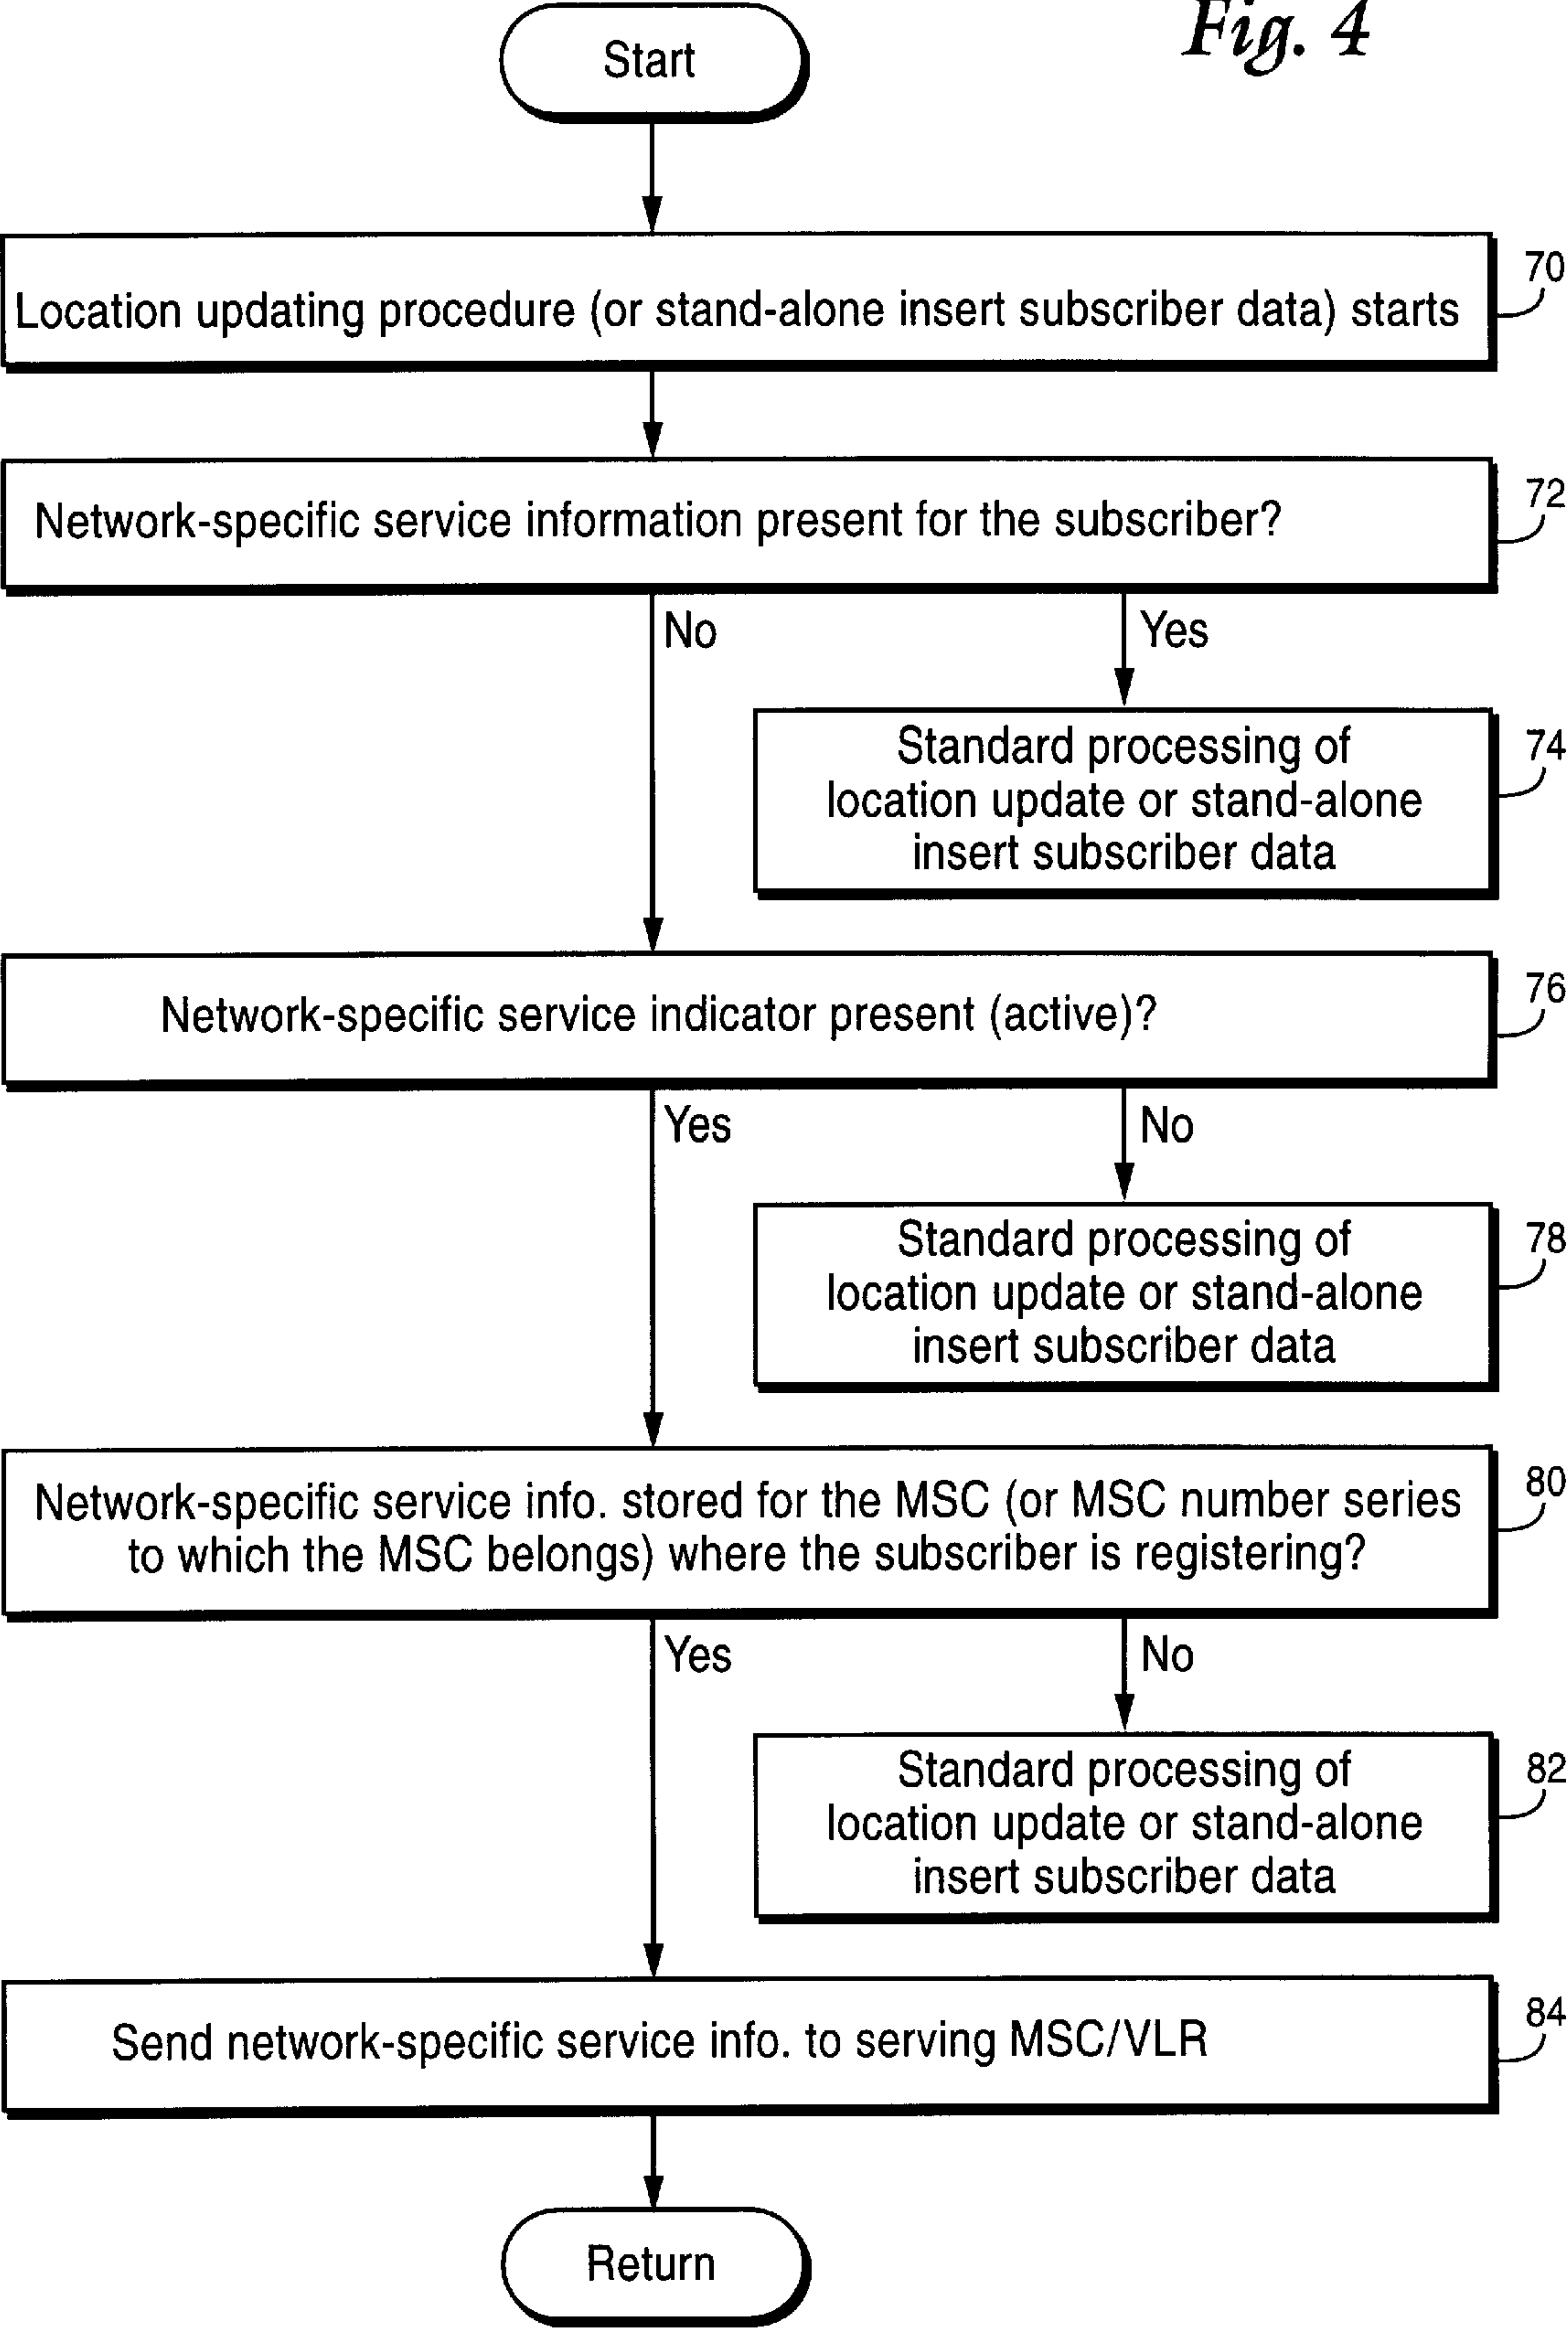 Fig. 4
Start
70
Location updating procedure (or stand-alone insert subscriber data) starts
72
Network-specific service information present for the subscriber?
No
Yes
74
Standard processing of
location update or stand-alone
insert subscriber data
76
Network-specific service indicator present (active)?
Yes
No
78
Standard processing of
location update or stand-alone
insert subscriber data
80
Network-specific service info. stored for the MSC (or MSC number series
to which the MSC belongs) where the subscriber is registering?
Yes
No
82
Standard processing of
location update or stand-alone
insert subscriber data
84
Send network-specific service info. to serving MSC/VLR
Return